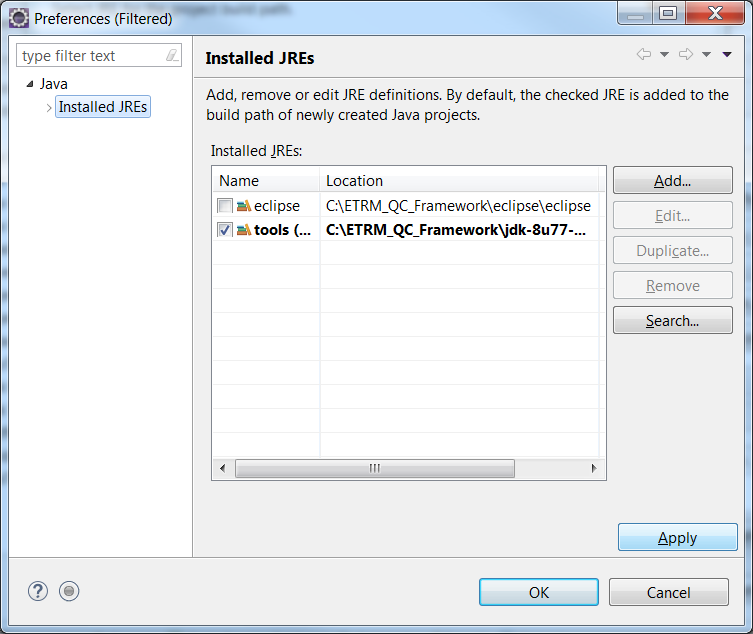 Preferences (Filtered)
type filter text
Java
Installed JREs
Installed JREs
Add, remove or edit JRE definitions. By default, the checked JRE is added to the
build path of newly created Java projects.
Installed JREs:
Name Location
eclipse C:\ETRM_QC_Framework\eclipse\eclipse
tools (... C:\ETRM_QC_Framework\jdk-8u77-...
Add...
Edit...
Duplicate...
Remove
Search...
Apply
OK Cancel